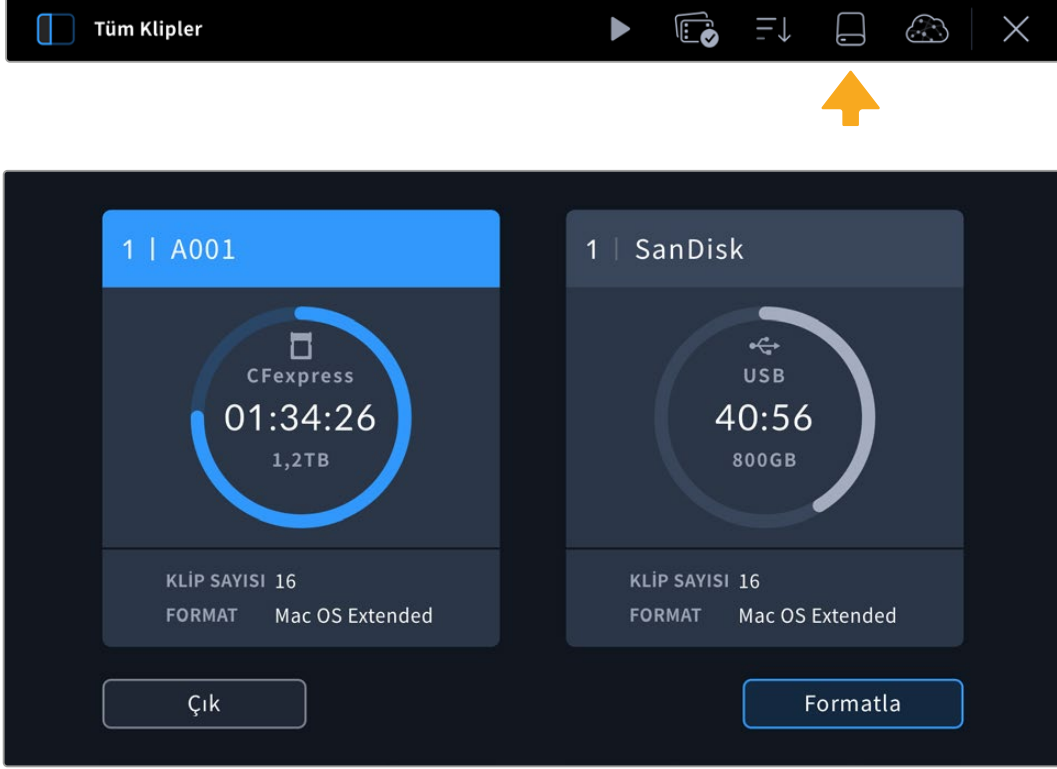 Tüm Klipler
1 | A001
CFexpress
01:34:26
1,2TB
KLİP SAYISI 16
FORMAT Mac OS Extended
1 | SanDisk
USB
40:56
800GB
KLİP SAYISI 16
FORMAT Mac OS Extended
Çık
Formatla